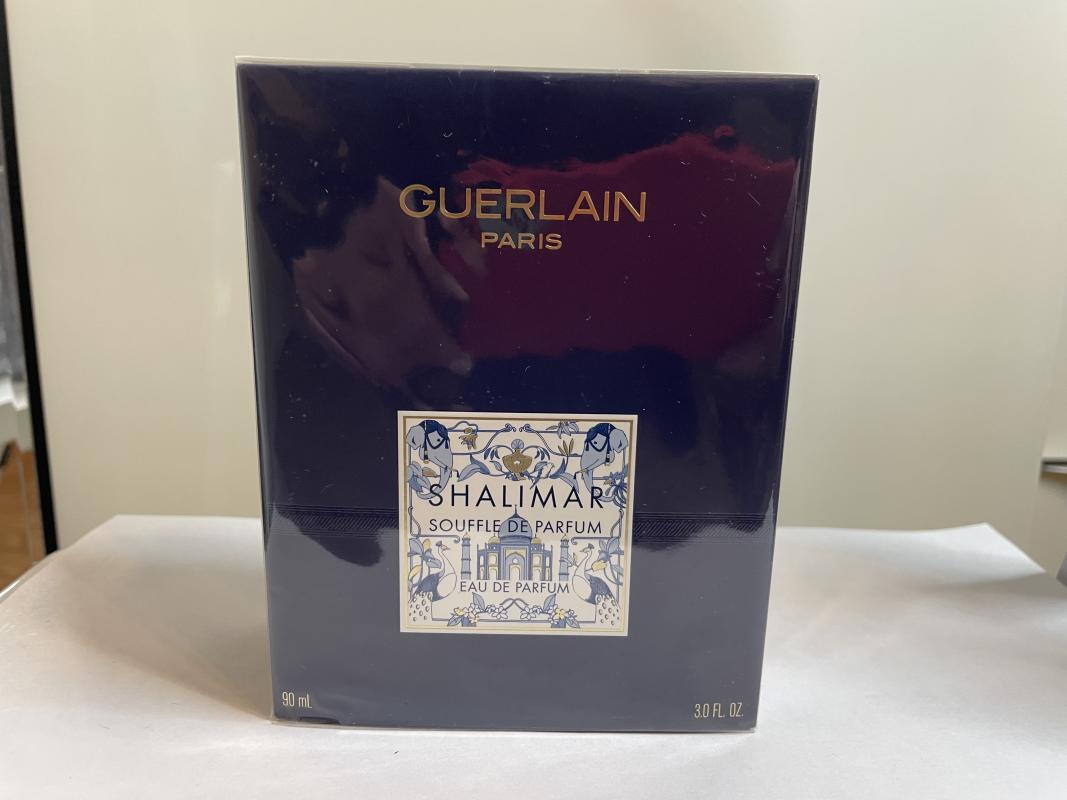 GUERLAIN
PARIS
SHALIMAR
SOUFFLE DE PARFUM
EAU DE PARFUM
90 mL
3.0 FL. OZ.